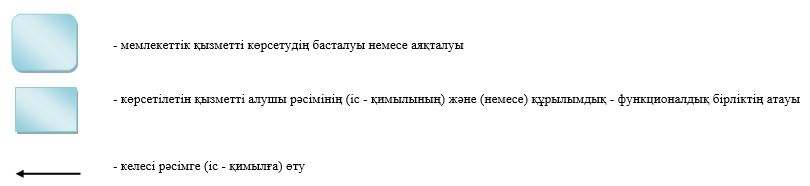 - мемлекеттік қызметті көрсетудің басталуы немесе аяқталуы
- көрсетілетін қызметті алушы рәсімінің (іс - қимылының) және (немесе) құрылымдық - функционалдық бірліктің атауы
- келесі рәсімге (іс - қимылға) өту